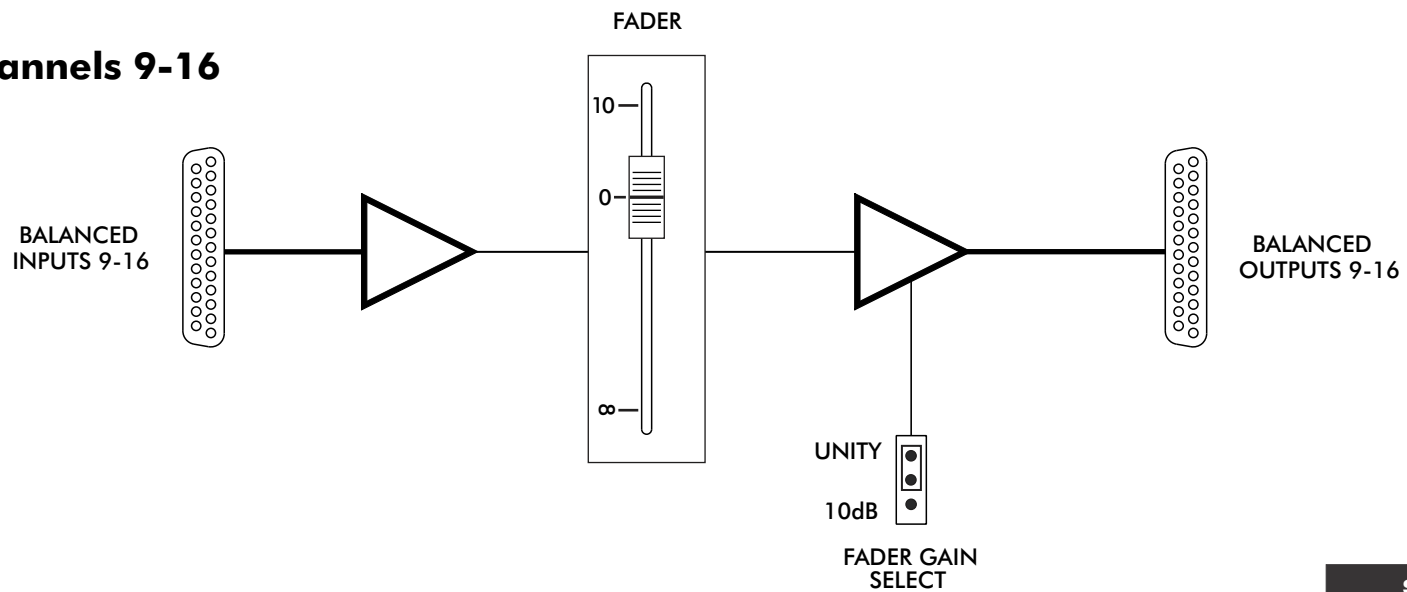 FADER
annels 9-16
10
0
∞
BALANCED
INPUTS 9-16
BALANCED
OUTPUTS 9-16
UNITY
10dB
FADER GAIN
SELECT